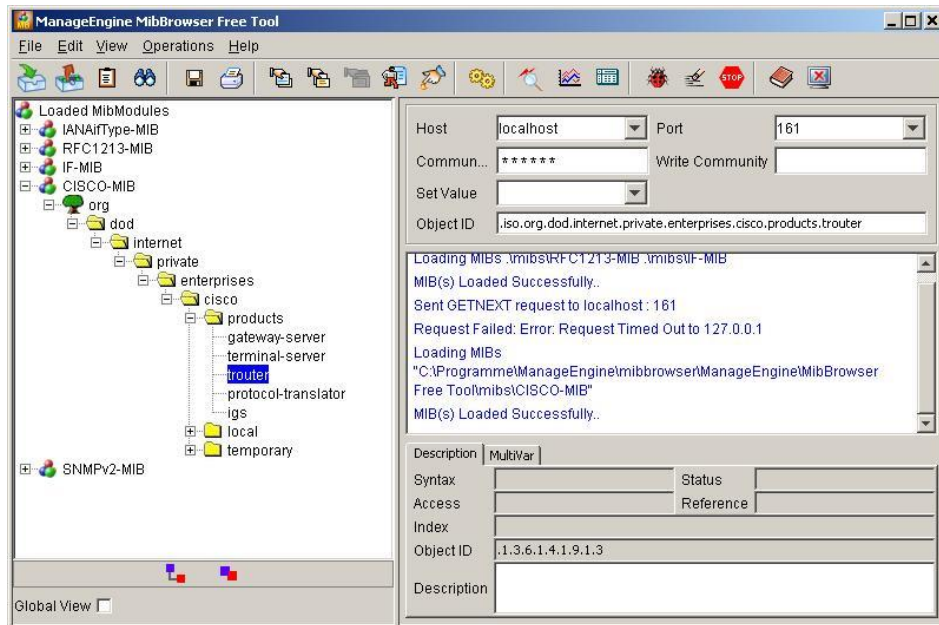 ManageEngine MibBrowser Free Tool
File Edit View Operations Help
STOP
Loaded MibModules
IANAifType-MIB
RFC1213-MIB
IF-MIB
CISCO-MIB
org
dod
internet
private
enterprises
cisco
products
gateway-server
terminal-server
trouter
protocol-translator
igs
local
temporary
SNMPv2-MIB
Global View
Host localhost Port 161
Commun... ****** Write Community
Set Value
Object ID .iso.org.dod.internet.private.enterprises.cisco.products.trouter
Loading MIBs .\mibs\RFC1213-MIB .\mibs\IF-MIB
MIB(s) Loaded Successfully..
Sent GETNEXT request to localhost : 161
Request Failed: Error: Request Timed Out to 127.0.0.1
Loading MIBs
"C:\Programme\ManageEngine\mibbrowser\ManageEngine\MibBrowser
Free Tool\mibs\CISCO-MIB"
MIB(s) Loaded Successfully..
Description MultiVar
Syntax Status
Access Reference
Index
Object ID .1.3.6.1.4.1.9.1.3
Description